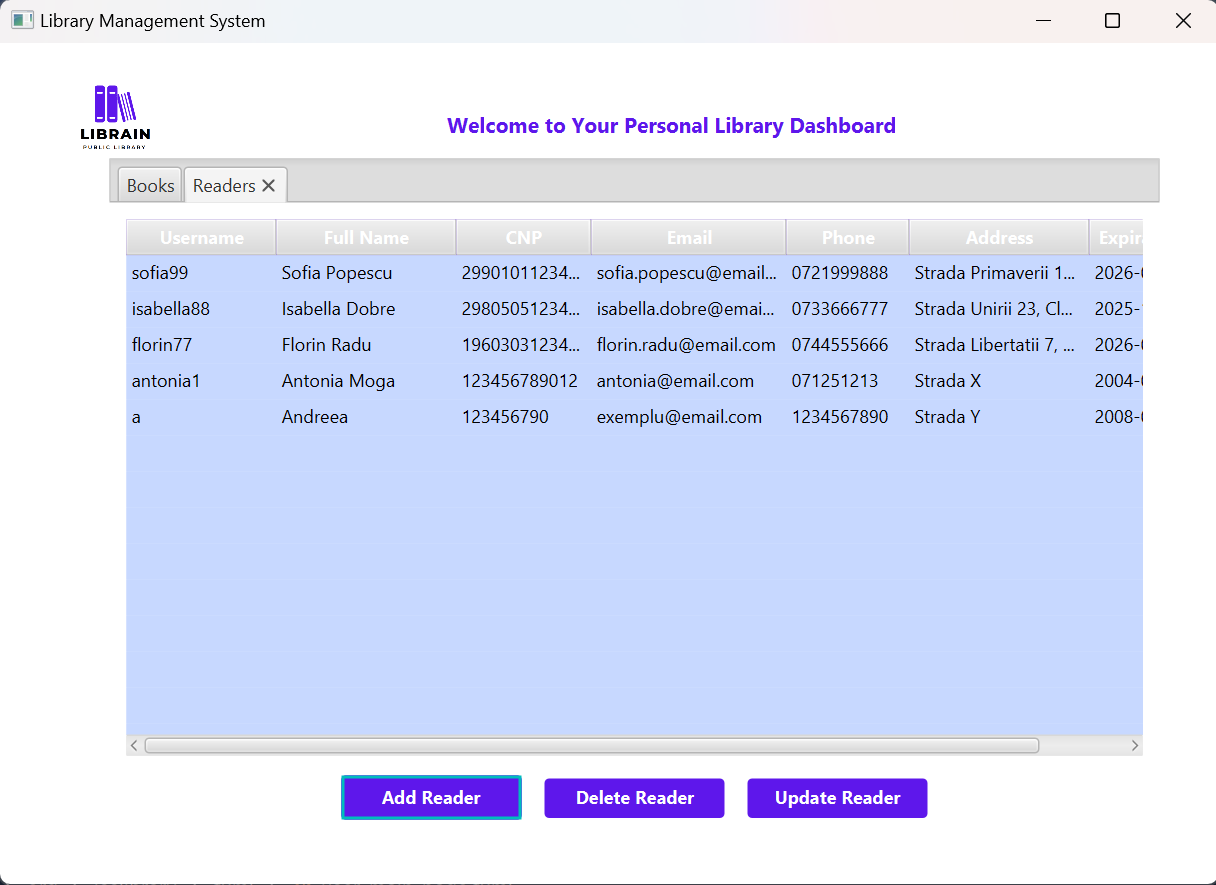 Library Management System
LIBRAIN
PUBLIC LIBRARY
Welcome to Your Personal Library Dashboard
Books Readers
Username Full Name CNP Email Phone Address Expir
sofia99 Sofia Popescu 29901011234... sofia.popescu@email... 0721999888 Strada Primaverii 1... 2026-
isabella88 Isabella Dobre 29805051234... isabella.dobre@emai... 0733666777 Strada Unirii 23, Cl... 2025-
florin77 Florin Radu 19603031234... florin.radu@email.com 0744555666 Strada Libertatii 7, ... 2026-
antonia1 Antonia Moga 123456789012 antonia@email.com 071251213 Strada X 2004-
a Andreea 123456790 exemplu@email.com 1234567890 Strada Y 2008-
Add Reader Delete Reader Update Reader